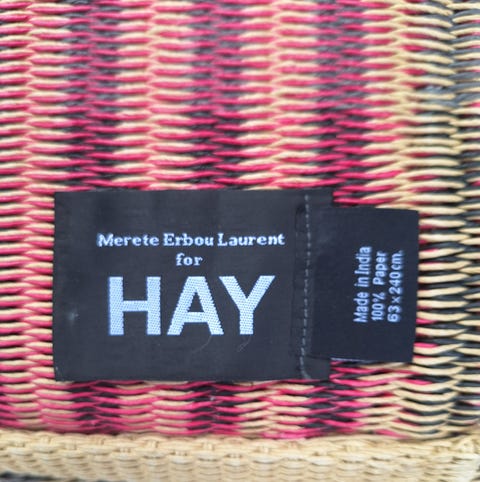 Merete Erbou Laurent
for
HAY
Made in India
100% Paper
63 x 240 cm.